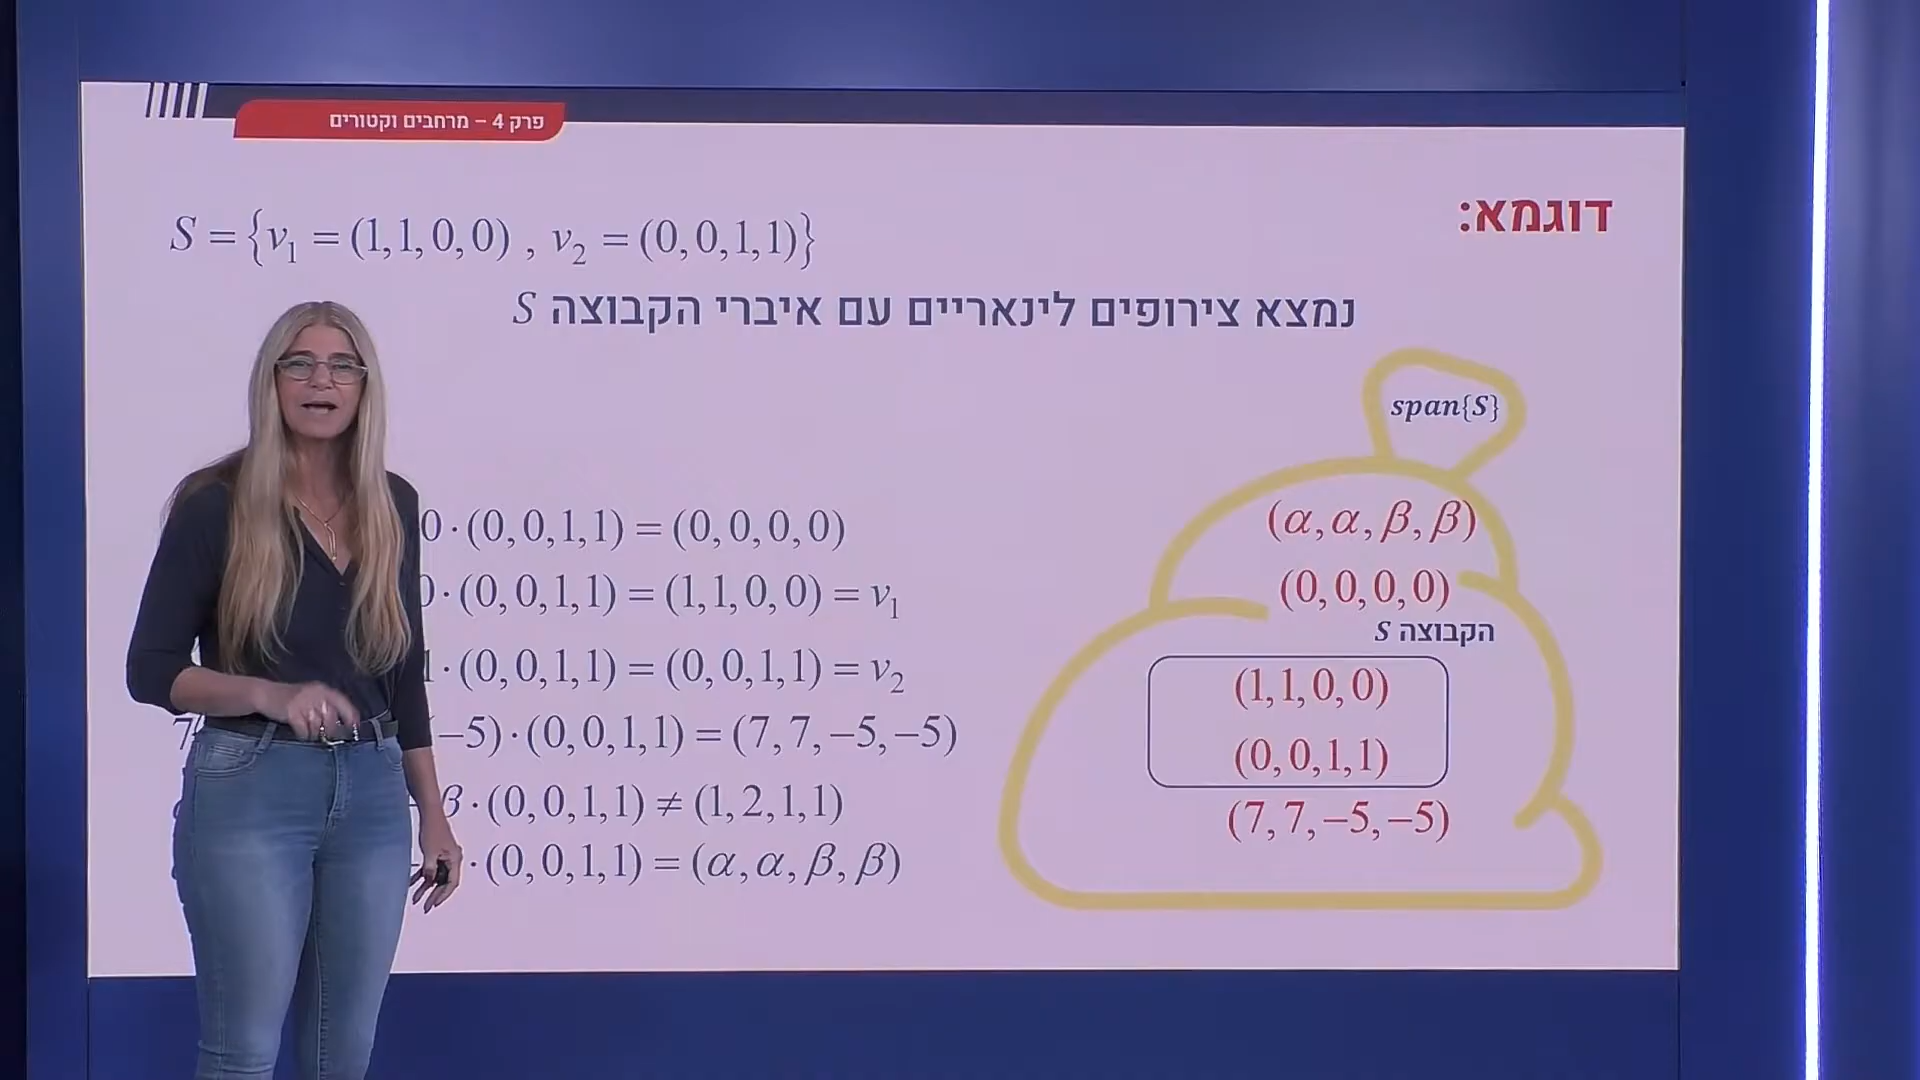 פרק 4 – מרחבים וקטורים
דוגמא:
S = {v₁ = (1,1,0,0) , v₂ = (0,0,1,1)}
נמצא צירופים לינאריים עם איברי הקבוצה S
0·(0,0,1,1) = (0,0,0,0)
0·(0,0,1,1) = (1,1,0,0) = v₁
1·(0,0,1,1) = (0,0,1,1) = v₂
7 (−5)·(0,0,1,1) = (7,7,−5,−5)
β·(0,0,1,1) ≠ (1,2,1,1)
·(0,0,1,1) = (α,α,β,β)
span{S}
(α,α,β,β)
(0,0,0,0)
הקבוצה S
(1,1,0,0)
(0,0,1,1)
(7,7,−5,−5)